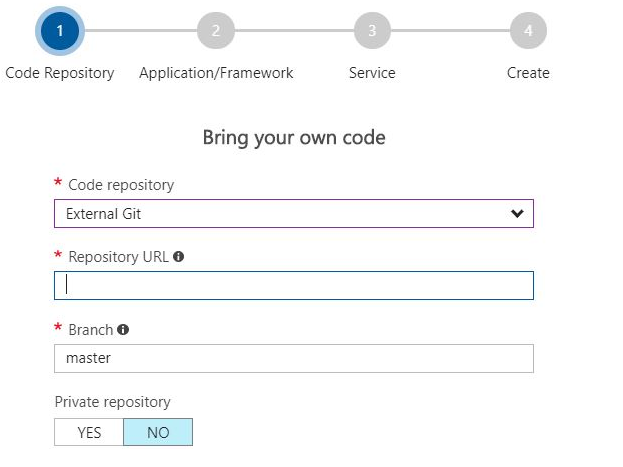 1 2 3 4
Code Repository Application/Framework Service Create
Bring your own code
* Code repository
External Git
* Repository URL i
* Branch i
master
Private repository
YES NO